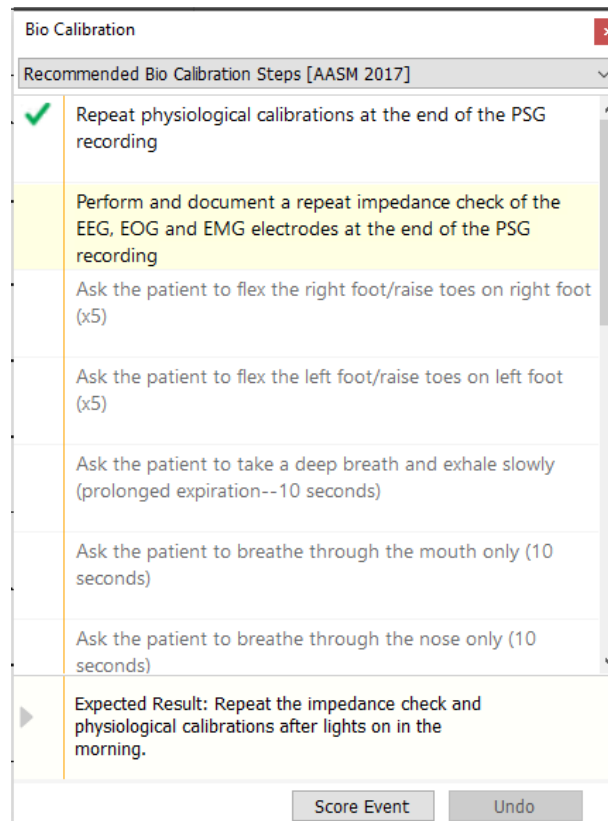 Bio Calibration
Recommended Bio Calibration Steps [AASM 2017]
Repeat physiological calibrations at the end of the PSG
recording
Perform and document a repeat impedance check of the
EEG, EOG and EMG electrodes at the end of the PSG
recording
Ask the patient to flex the right foot/raise toes on right foot
(x5)
Ask the patient to flex the left foot/raise toes on left foot
(x5)
Ask the patient to take a deep breath and exhale slowly
(prolonged expiration--10 seconds)
Ask the patient to breathe through the mouth only (10
seconds)
Ask the patient to breathe through the nose only (10
seconds)
Expected Result: Repeat the impedance check and
physiological calibrations after lights on in the
morning.
Score Event
Undo